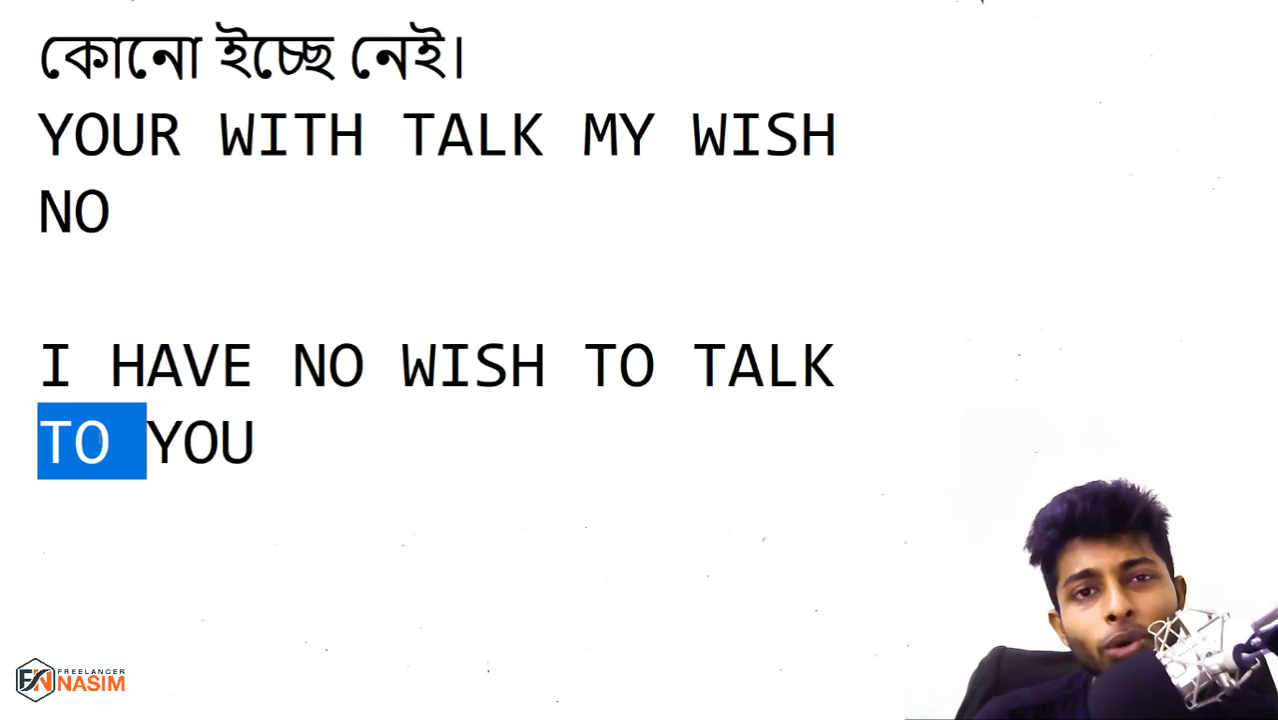 কোনো ইচ্ছে নেই।
YOUR WITH TALK MY WISH
NO
I HAVE NO WISH TO TALK
TO YOU
FREELANCER
FN NASIM